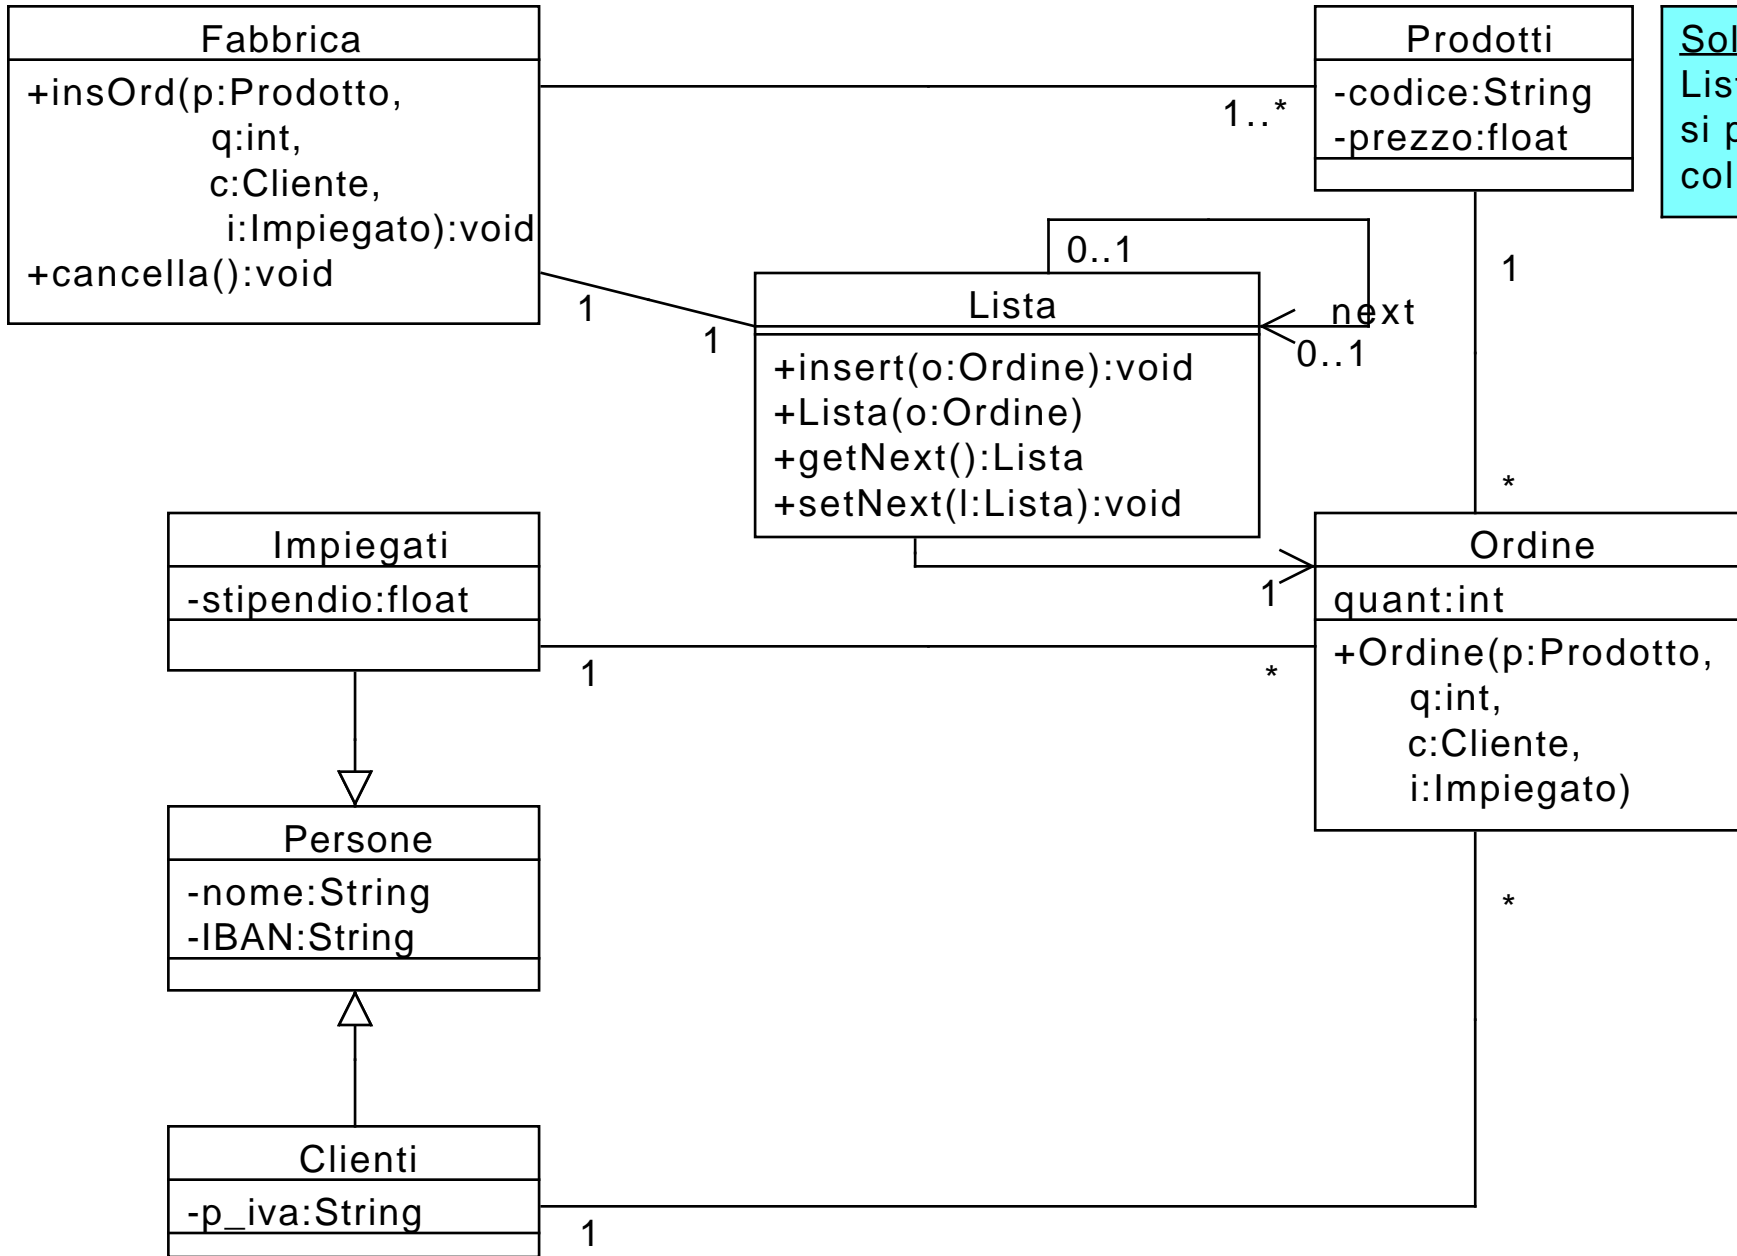 Fabbrica
+insOrd(p:Prodotto,
q:int,
c:Cliente,
i:Impiegato):void
+cancella():void
1..*
Prodotti
-codice:String
-prezzo:float
1
*
1
1
0..1
next
0..1
Lista
+insert(o:Ordine):void
+Lista(o:Ordine)
+getNext():Lista
+setNext(l:Lista):void
1
Impiegati
-stipendio:float
1
*
Ordine
quant:int
+Ordine(p:Prodotto,
q:int,
c:Cliente,
i:Impiegato)
*
Persone
-nome:String
-IBAN:String
Clienti
-p_iva:String
1
si